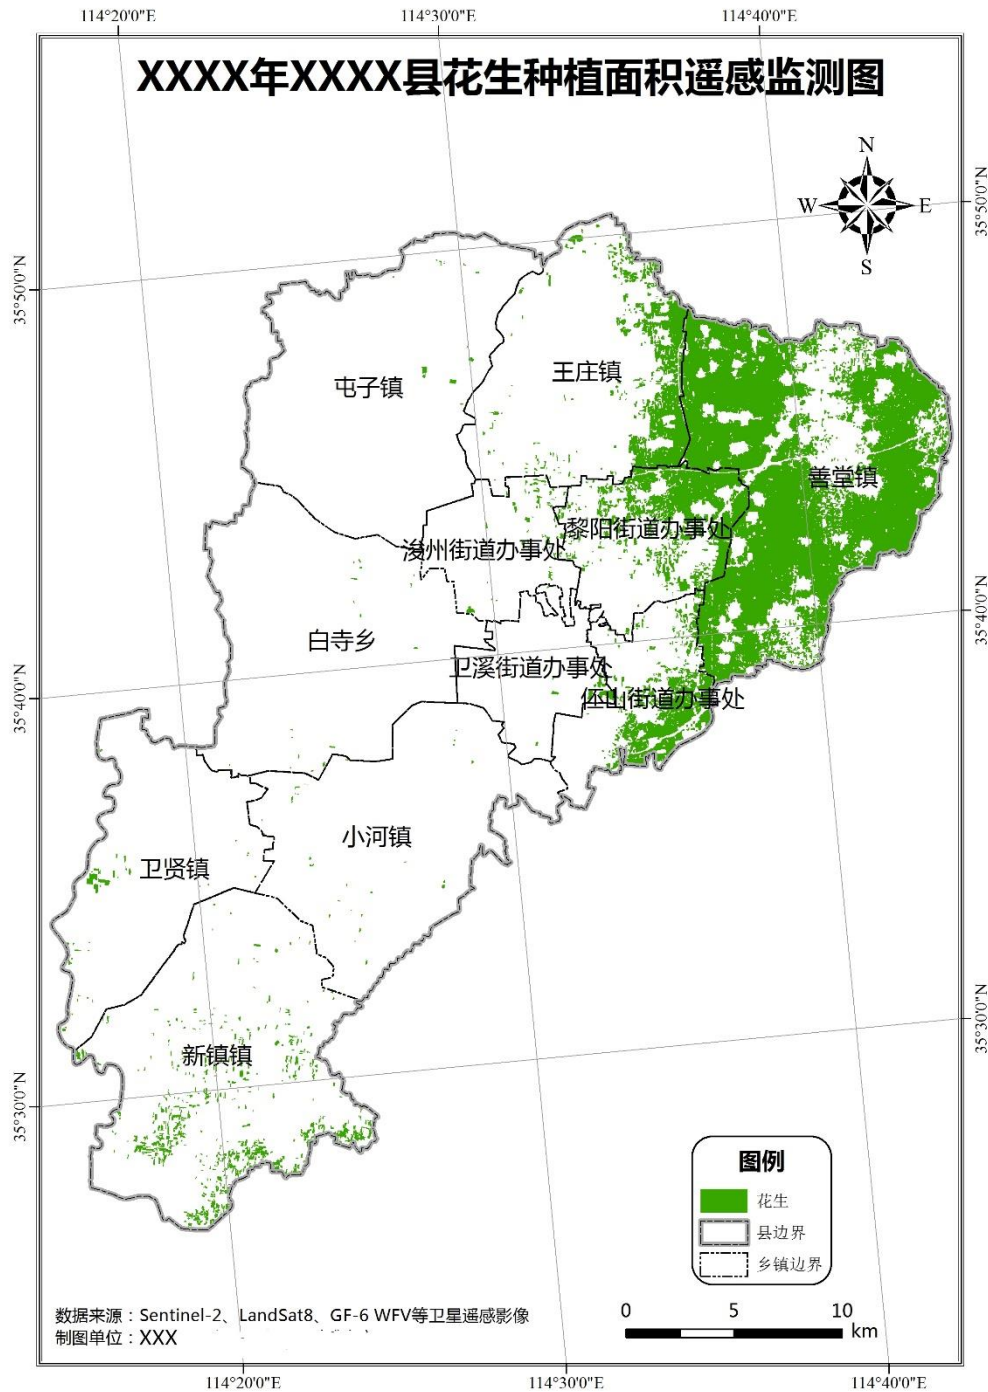 114°20'0"E 114°30'0"E 114°40'0"E
XXXX年XXXX县花生种植面积遥感监测图
N
W E
S
35°50'0"N
35°50'0"N
王庄镇
屯子镇
善堂镇
黎阳街道办事处
浚州街道办事处
35°40'0"N
白寺乡
卫溪街道办事处
伾山街道办事处
35°40'0"N
小河镇
卫贤镇
35°30'0"N
新镇镇
35°30'0"N
图例
花生
县边界
乡镇边界
数据来源：Sentinel-2、LandSat8、GF-6 WFV等卫星遥感影像
制图单位：XXX
0 5 10
km
114°20'0"E 114°30'0"E 114°40'0"E